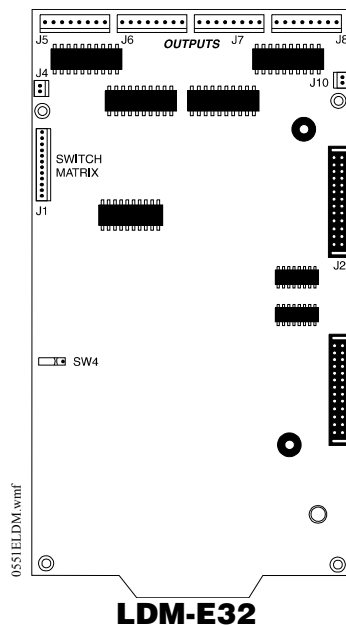 J5 J6 J7 J8
OUTPUTS
J4
J10
SWITCH
MATRIX
J1
J2
SW4
0551ELDM.wmf
LDM-E32